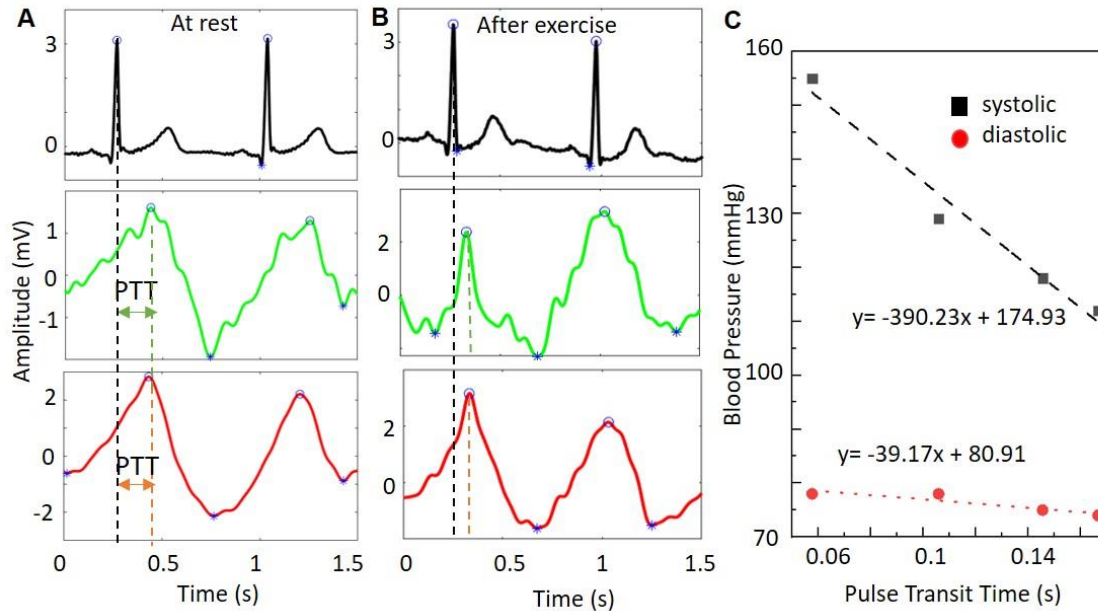 A
At rest
3
0
Amplitude (mV)
1
0
-1
PTT
2
0
-2
PTT
0
0.5
1
1.5
Time (s)
B
After exercise
3
0
2
0
2
0
0
0.5
1
1.5
Time (s)
C
160
130
100
70
Blood Pressure (mmHg)
systolic
diastolic
y= -390.23x + 174.93
y= -39.17x + 80.91
0.06
0.1
0.14
Pulse Transit Time (s)